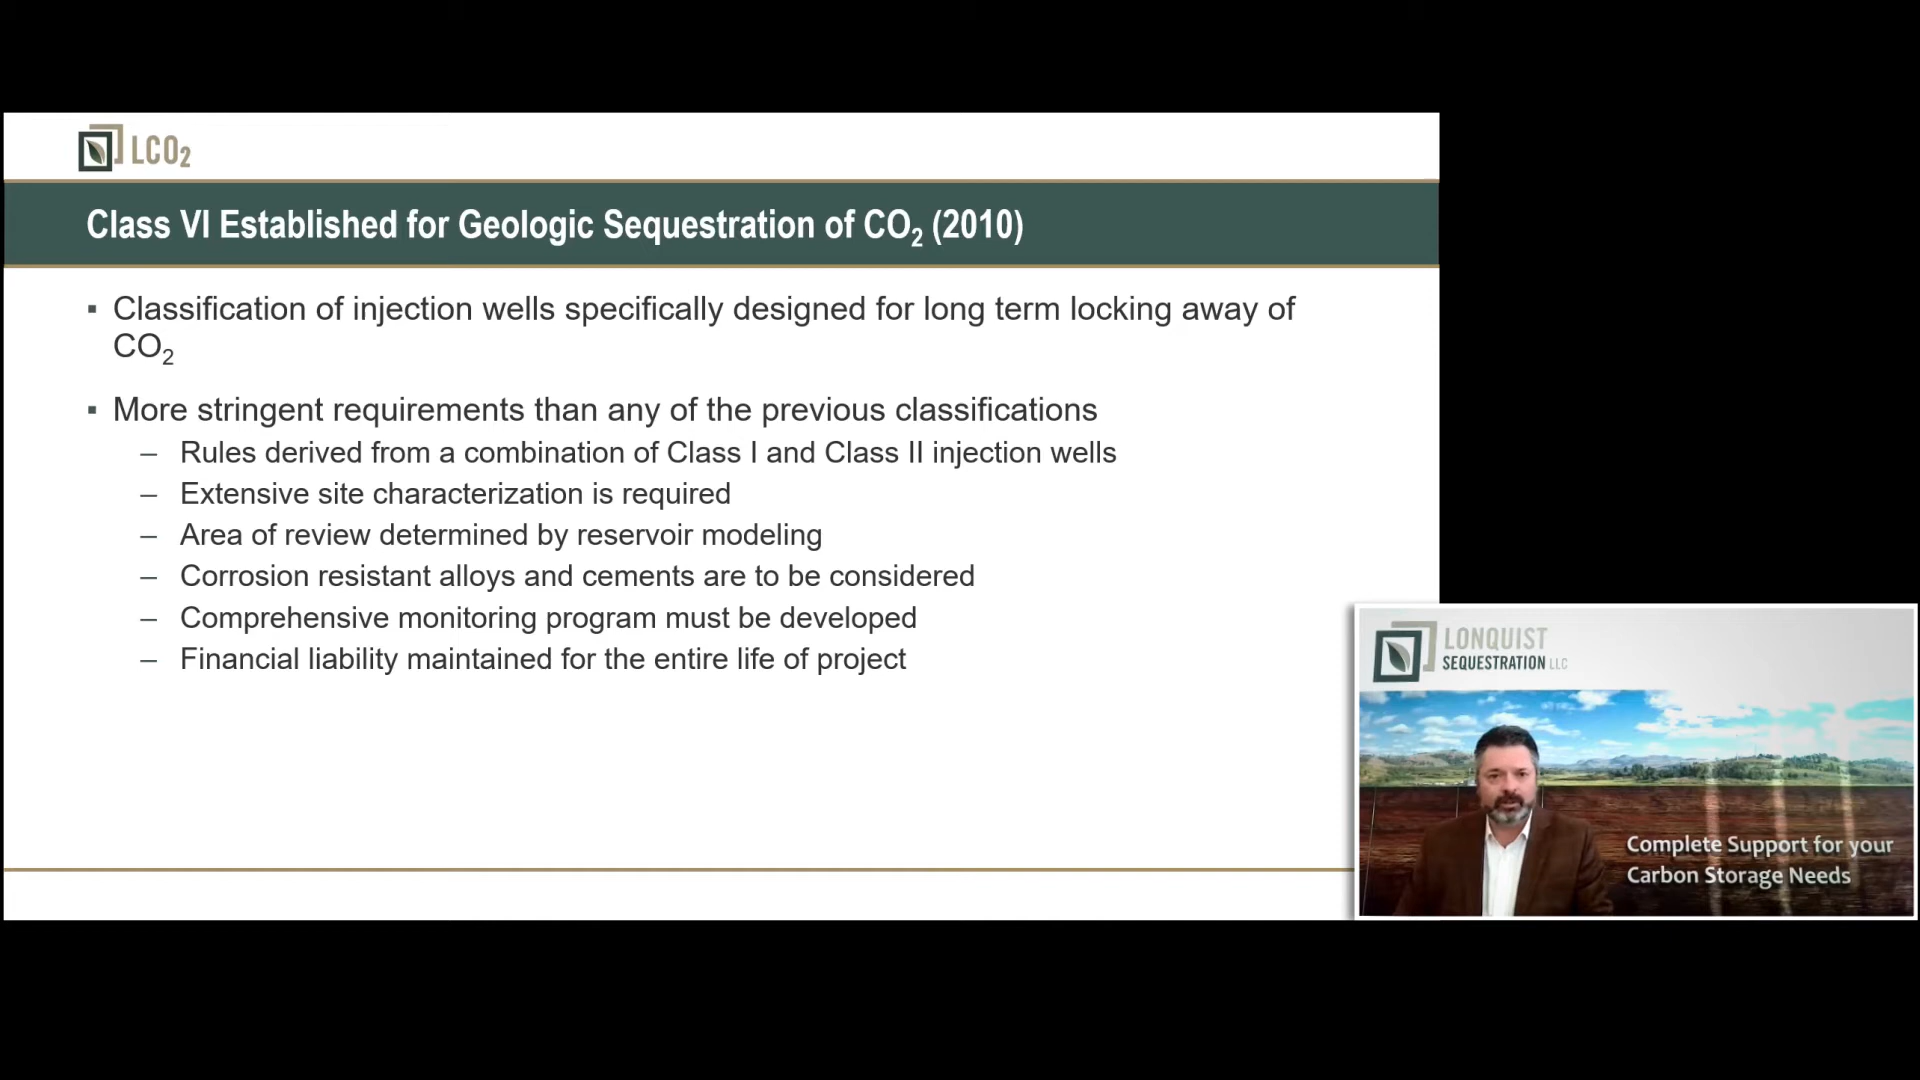 LCO2
Class VI Established for Geologic Sequestration of CO2 (2010)
▪ Classification of injection wells specifically designed for long term locking away of
CO2
▪ More stringent requirements than any of the previous classifications
– Rules derived from a combination of Class I and Class II injection wells
– Extensive site characterization is required
– Area of review determined by reservoir modeling
– Corrosion resistant alloys and cements are to be considered
– Comprehensive monitoring program must be developed
– Financial liability maintained for the entire life of project
LONQUIST
SEQUESTRATION LLC
Complete Support for your
Carbon Storage Needs